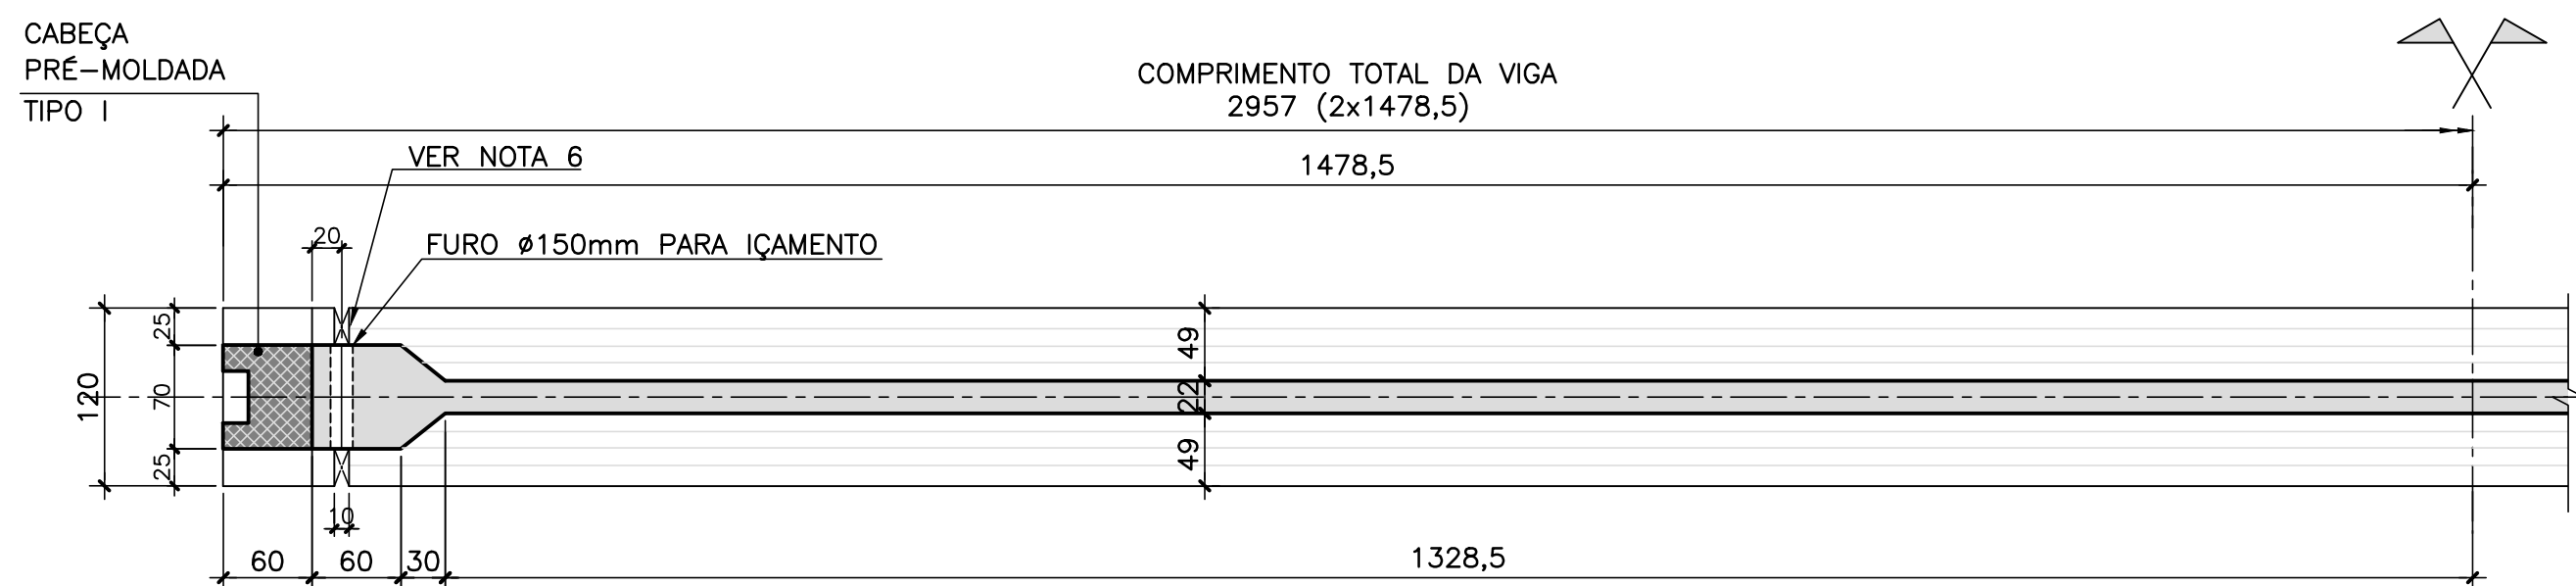 CABEÇA
PRÉ-MOLDADA
TIPO I
COMPRIMENTO TOTAL DA VIGA
2957 (2x1478,5)
VER NOTA 6
1478,5
20
FURO ø150mm PARA IÇAMENTO
25
49
120
70
22
25
49
10
60
60
30
1328,5